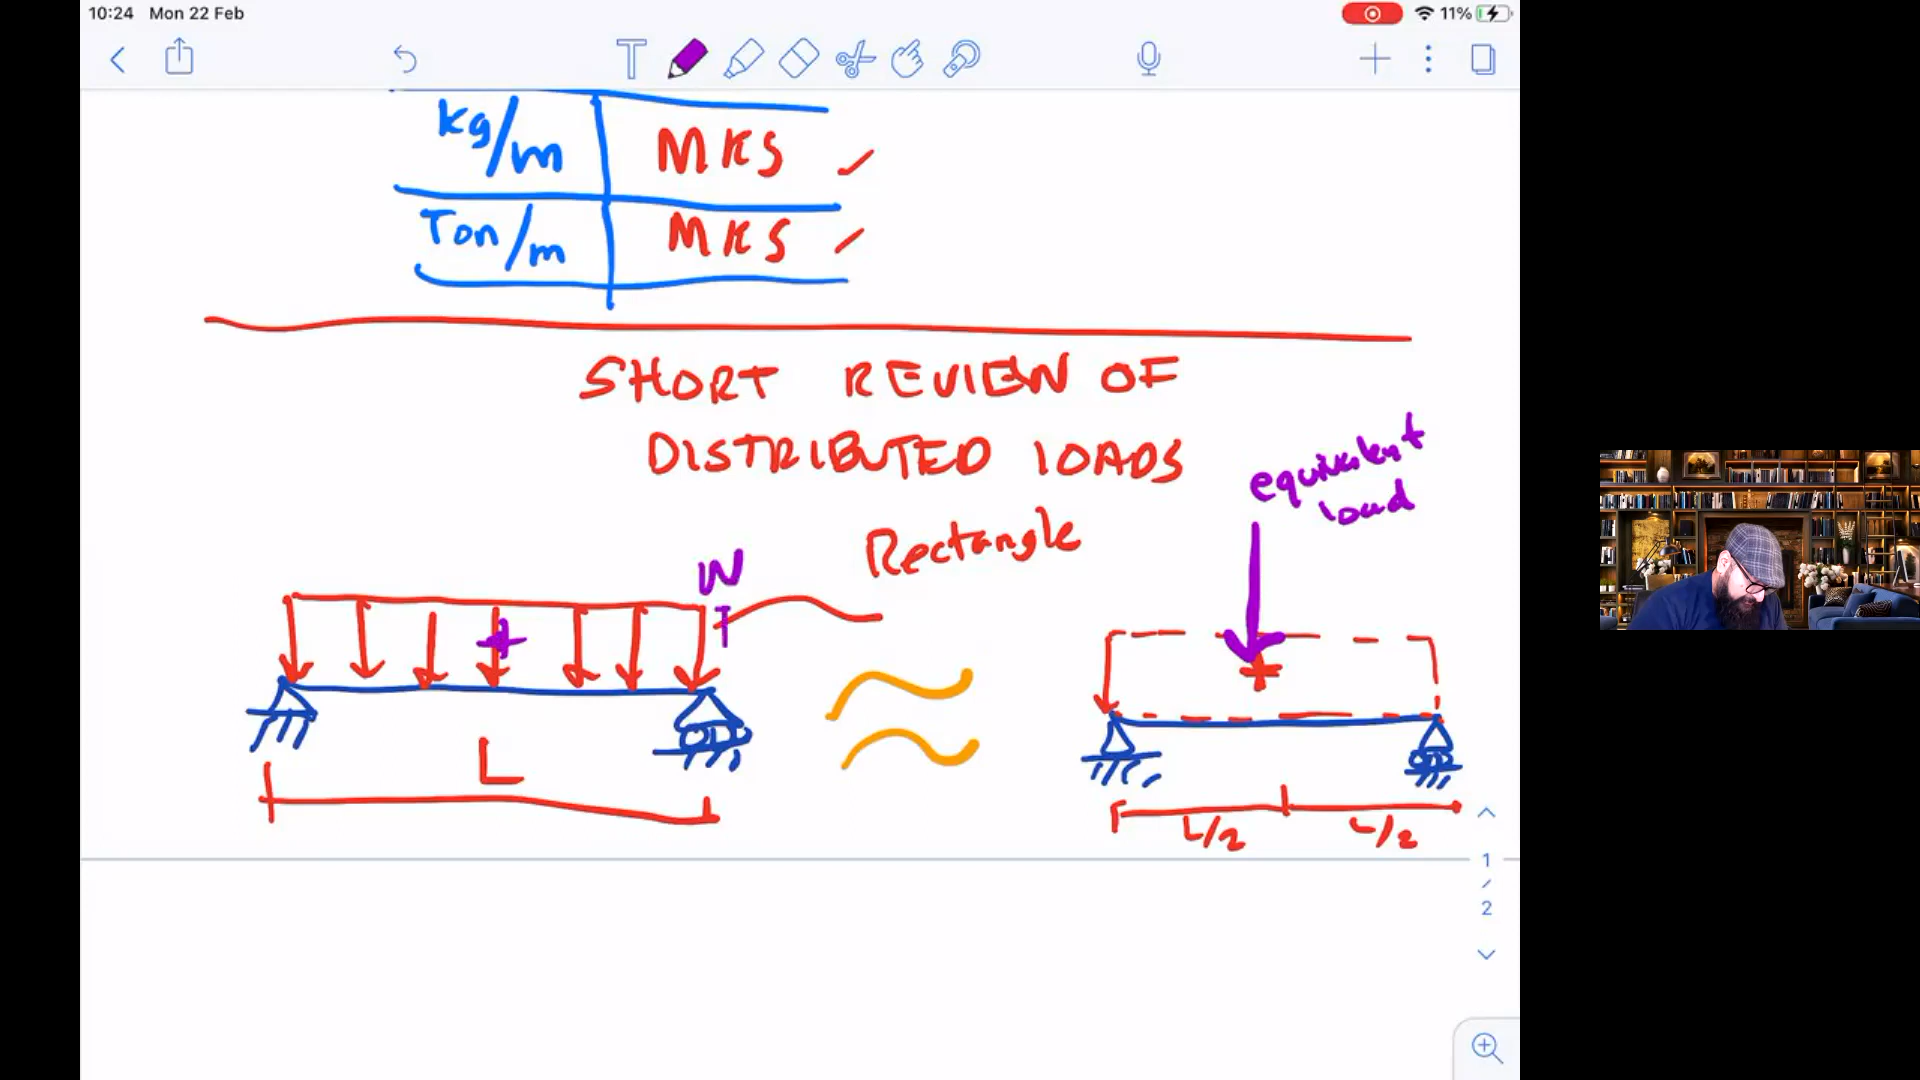 10:24 Mon 22 Feb
11%
T
Kg/m MKS
Ton/m MKS
SHORT REVIEW OF
DISTRIBUTED LOADS
equivalent
load
Rectangle
W
L
L/2 L/2
1
2